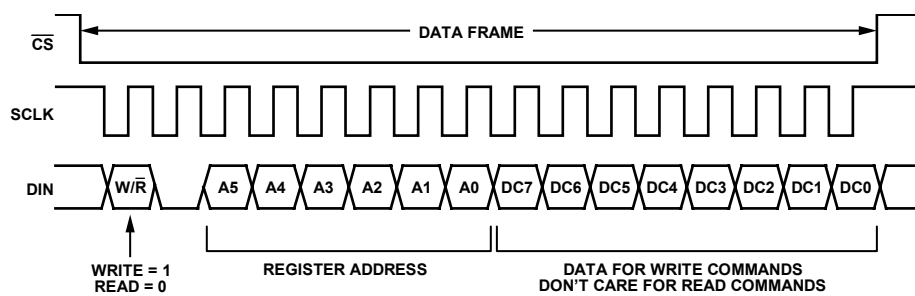 DATA FRAME
CS
SCLK
DIN
W/R
A5
A4
A3
A2
A1
A0
DC7
DC6
DC5
DC4
DC3
DC2
DC1
DC0
WRITE = 1
READ = 0
REGISTER ADDRESS
DATA FOR WRITE COMMANDS
DON'T CARE FOR READ COMMANDS